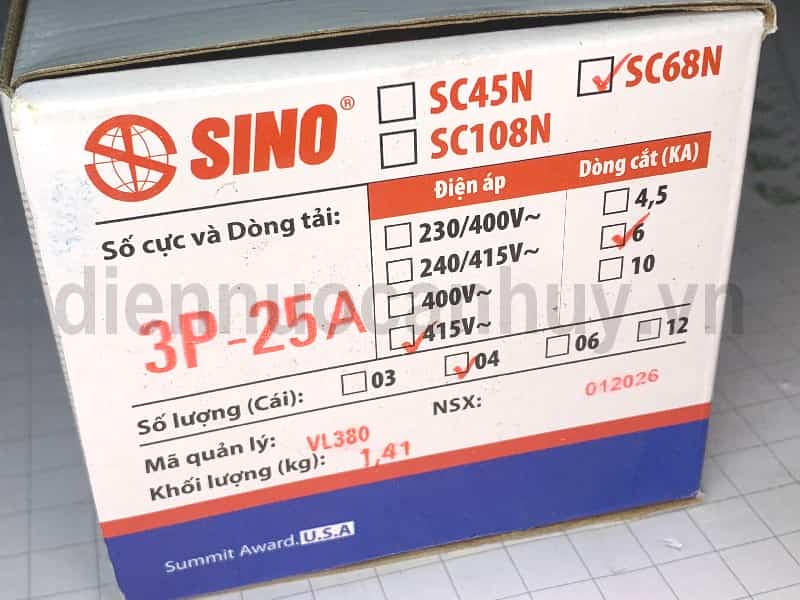 SINO®
SC45N
SC68N
SC108N
Số cực và Dòng tải:
3P-25A
Điện áp
230/400V~
240/415V~
400V~
415V~
Dòng cắt (KA)
4,5
6
10
Số lượng (Cái):
03
04
06
12
Mã quản lý: VL380
NSX: 012026
Khối lượng (kg): 1,41
Summit Award.U.S.A
diennuocanhuy.vn